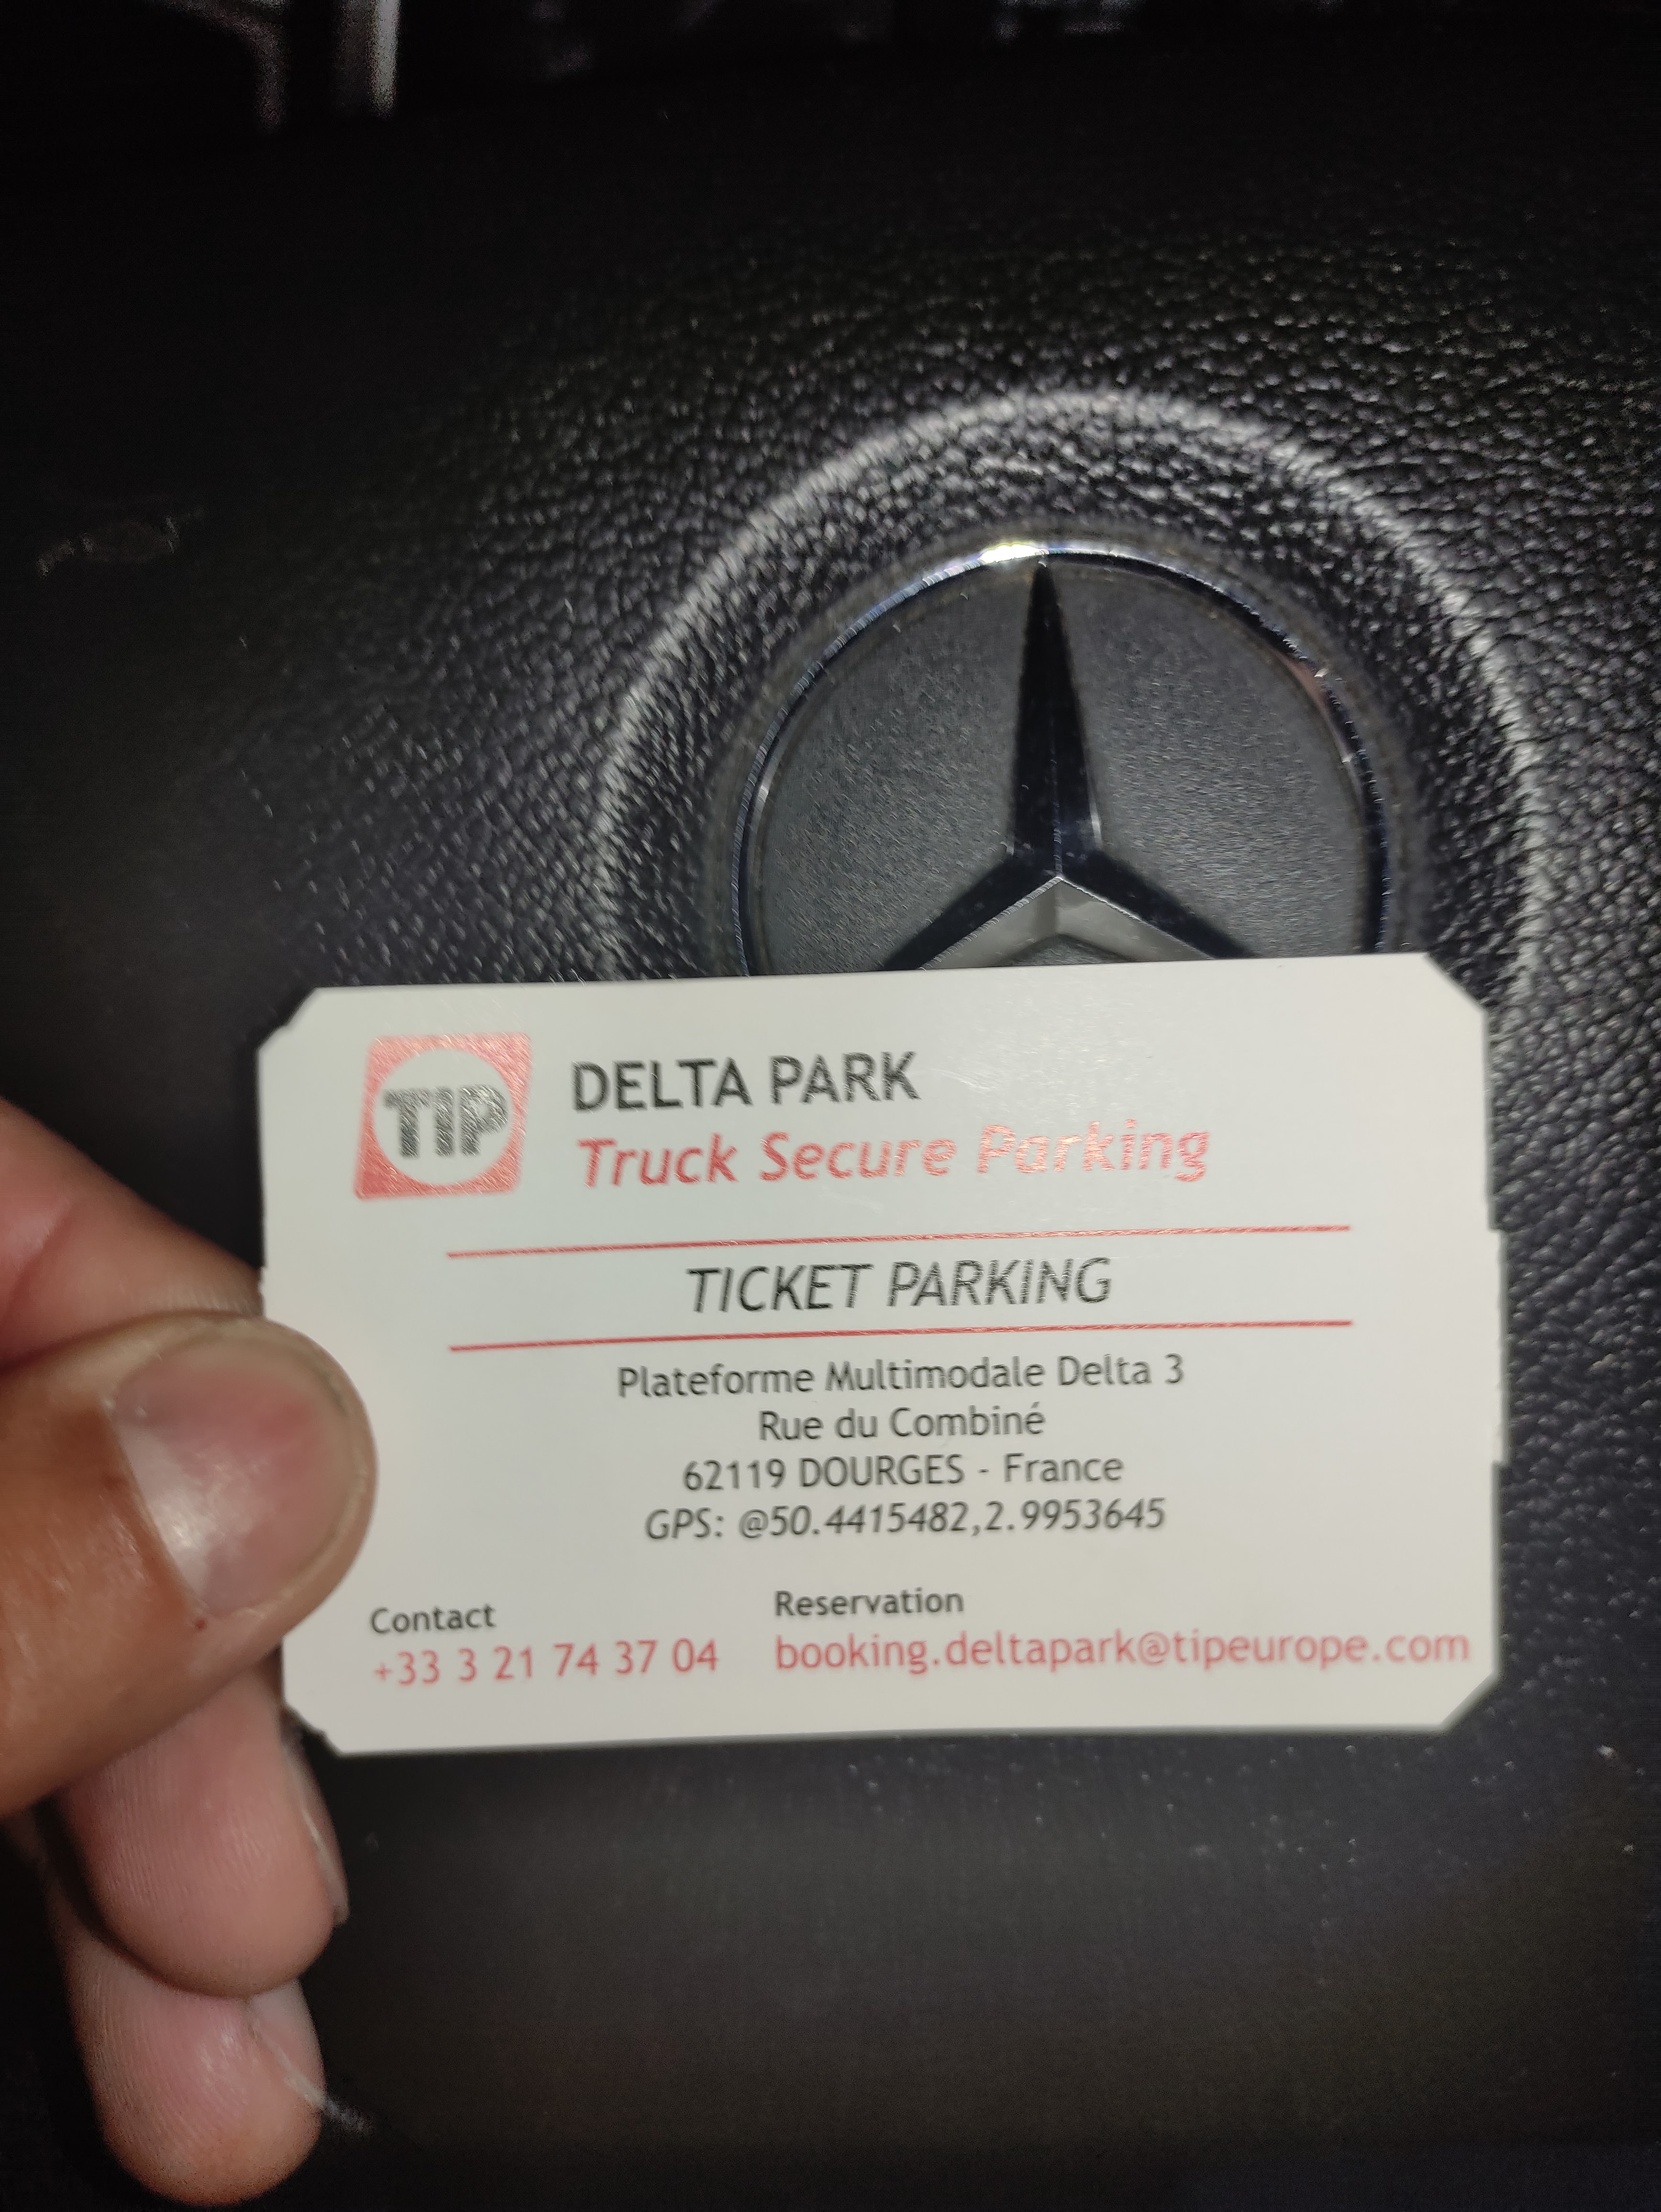 TIP
DELTA PARK
Truck Secure Parking
TICKET PARKING
Plateforme Multimodale Delta 3
Rue du Combiné
62119 DOURGES - France
GPS: @50.4415482,2.9953645
Contact
+33 3 21 74 37 04
Reservation
booking.deltapark@tipeurope.com